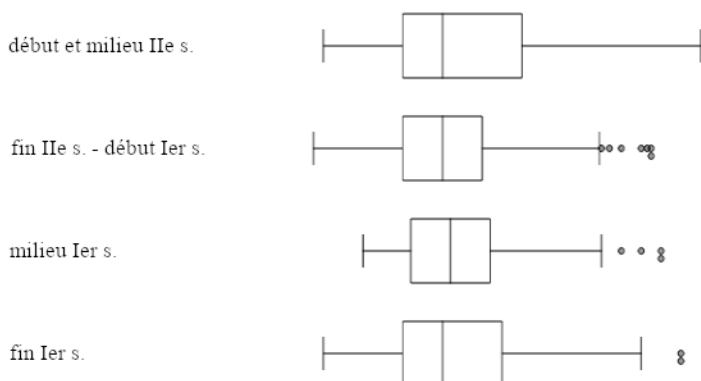 début et milieu IIe s.
fin IIe s. - début Ier s.
milieu Ier s.
fin Ier s.